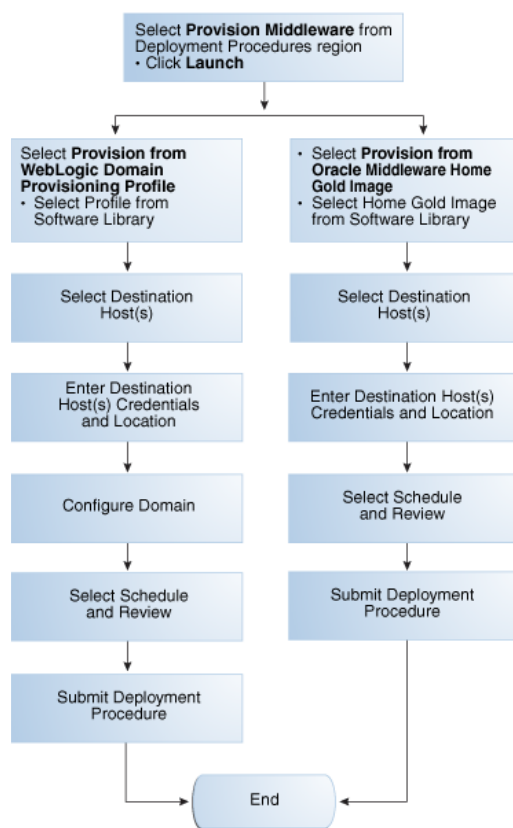 Select Provision Middleware from
Deployment Procedures region
• Click Launch
Select Provision from
WebLogic Domain
Provisioning Profile
• Select Profile from
Software Library
• Select Provision from
Oracle Middleware Home
Gold Image
• Select Home Gold Image
from Software Library
Select Destination
Host(s)
Select Destination
Host(s)
Enter Destination
Host(s) Credentials
and Location
Enter Destination Host(s)
Credentials and Location
Configure Domain
Select Schedule
and Review
Select Schedule
and Review
Submit Deployment
Procedure
Submit Deployment
Procedure
End